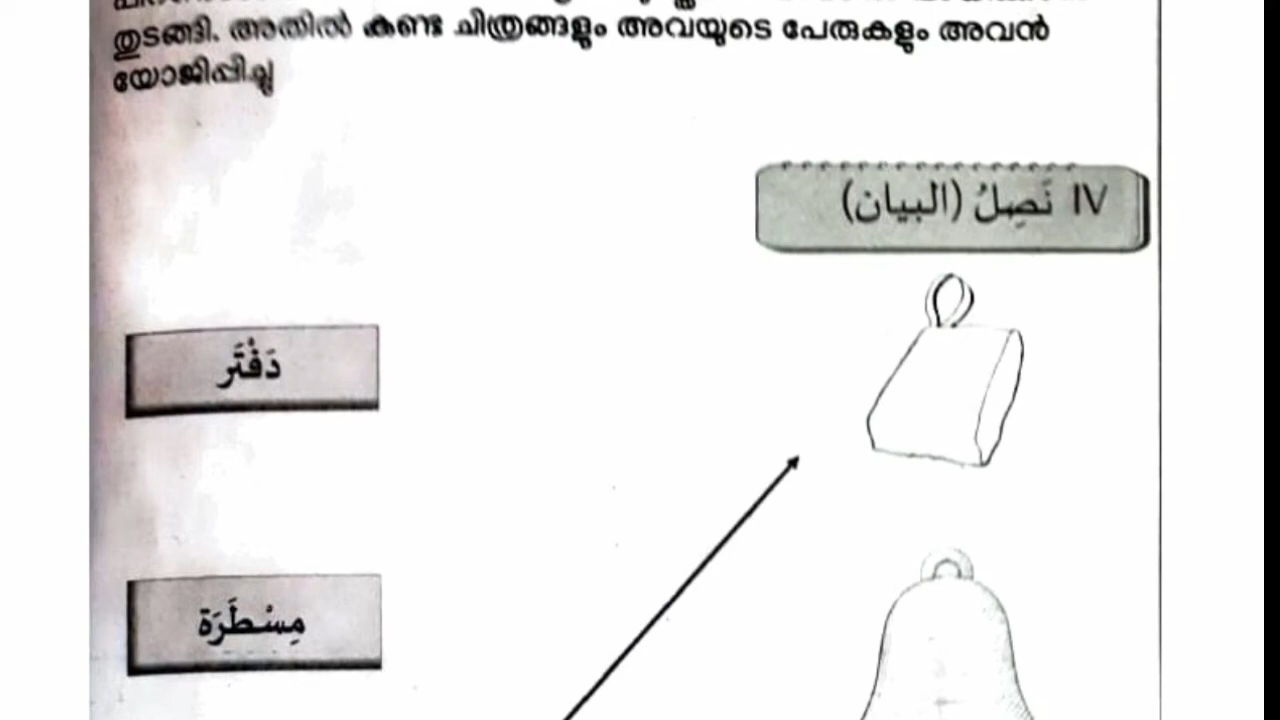 തുടങ്ങി. അതിൽ കണ്ട ചിത്രങ്ങളും അവയുടെ പേരുകളും അവൻ
യോജിപ്പിച്ചു
IV نَصِلُ (البيان)
دَفْتَر
مِسْطَرَة